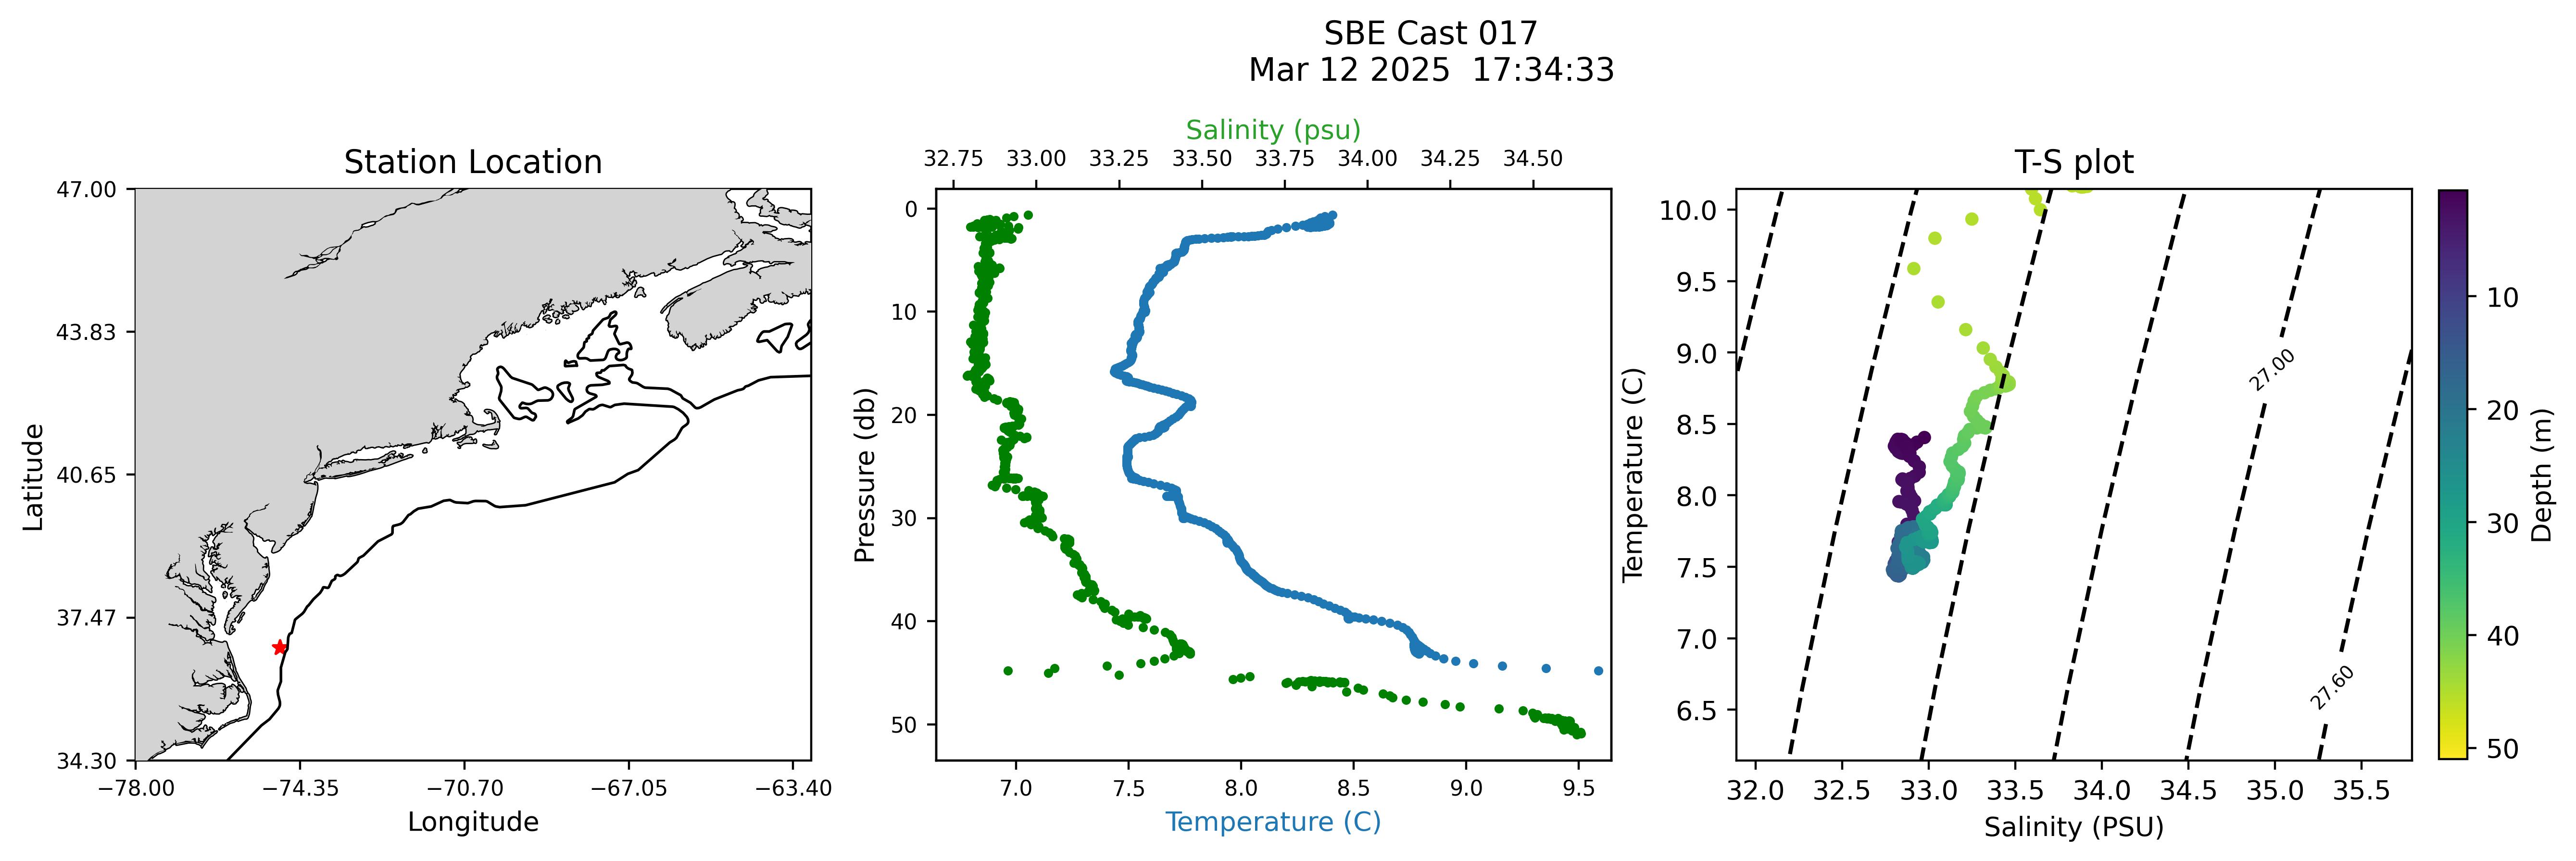 SBE Cast 017
Mar 12 2025  17:34:33
Station Location
47.00
43.83
40.65
37.47
34.30
Latitude
−78.00 −74.35 −70.70 −67.05 −63.40
Longitude
Salinity (psu)
32.75 33.00 33.25 33.50 33.75 34.00 34.25 34.50
0
10
20
30
40
50
Pressure (db)
7.0 7.5 8.0 8.5 9.0 9.5
Temperature (C)
T-S plot
10.0
9.5
9.0
8.5
8.0
7.5
7.0
6.5
Temperature (C)
27.00
27.60
32.0 32.5 33.0 33.5 34.0 34.5 35.0 35.5
Salinity (PSU)
10
20
30
40
50
Depth (m)